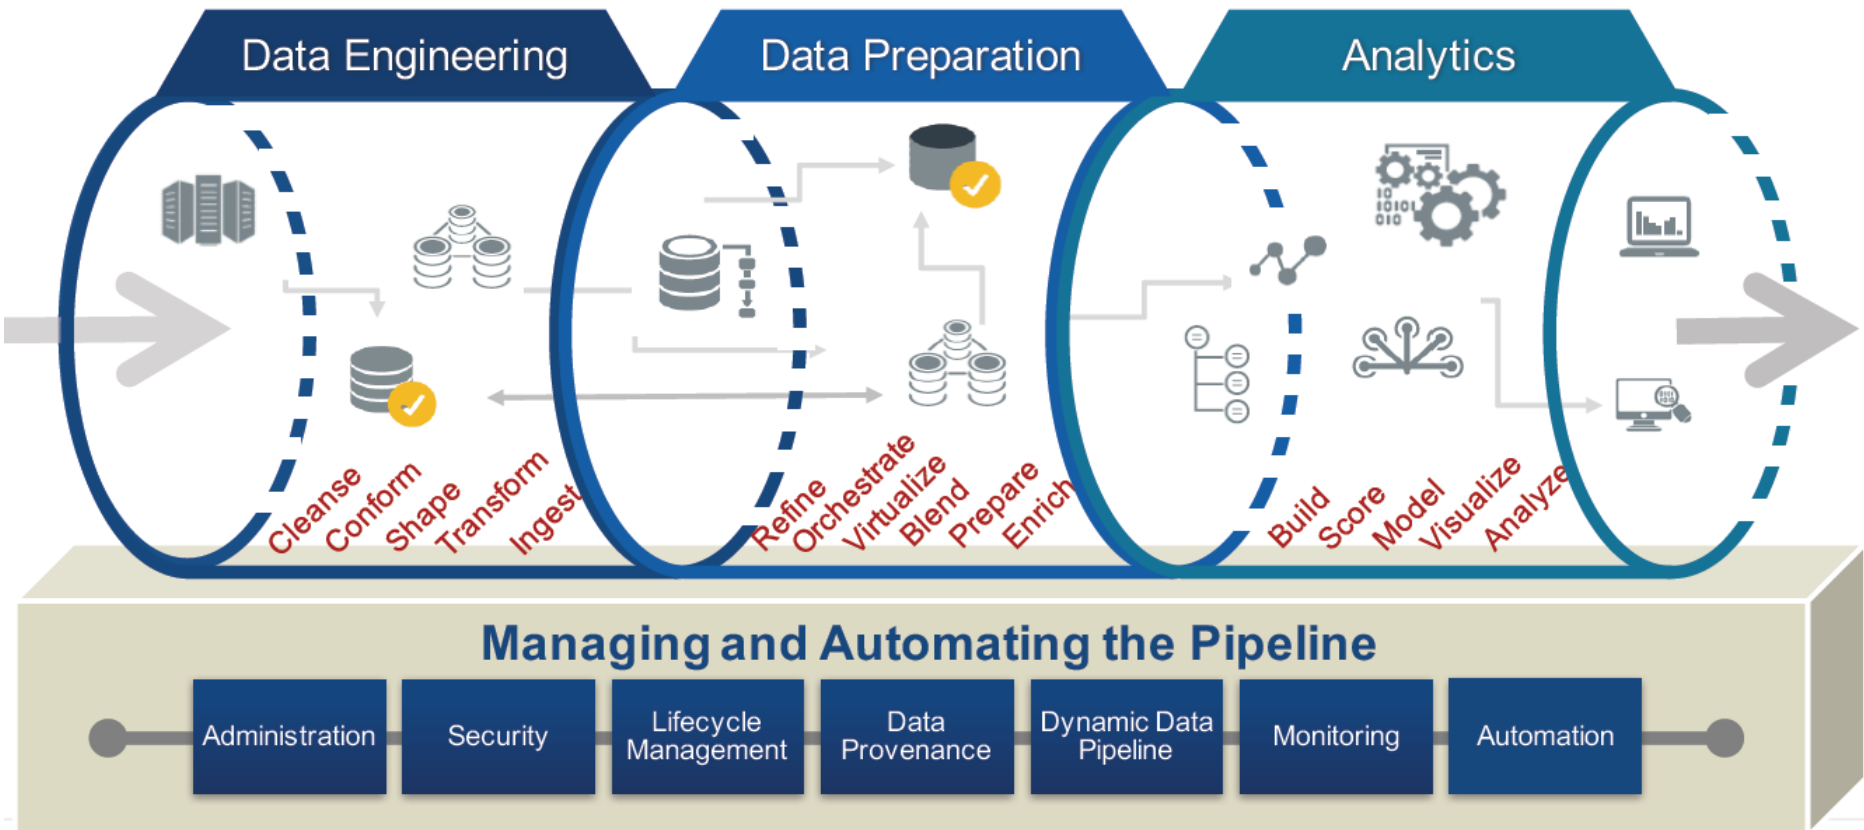 Data Engineering
Data Preparation
Analytics
Cleanse
Conform
Shape
Transform
Ingest
Refine
Orchestrate
Virtualize
Blend
Prepare
Enrich
Build
Score
Model
Visualize
Analyze
Managing and Automating the Pipeline
Administration
Security
Lifecycle
Management
Data
Provenance
Dynamic Data
Pipeline
Monitoring
Automation